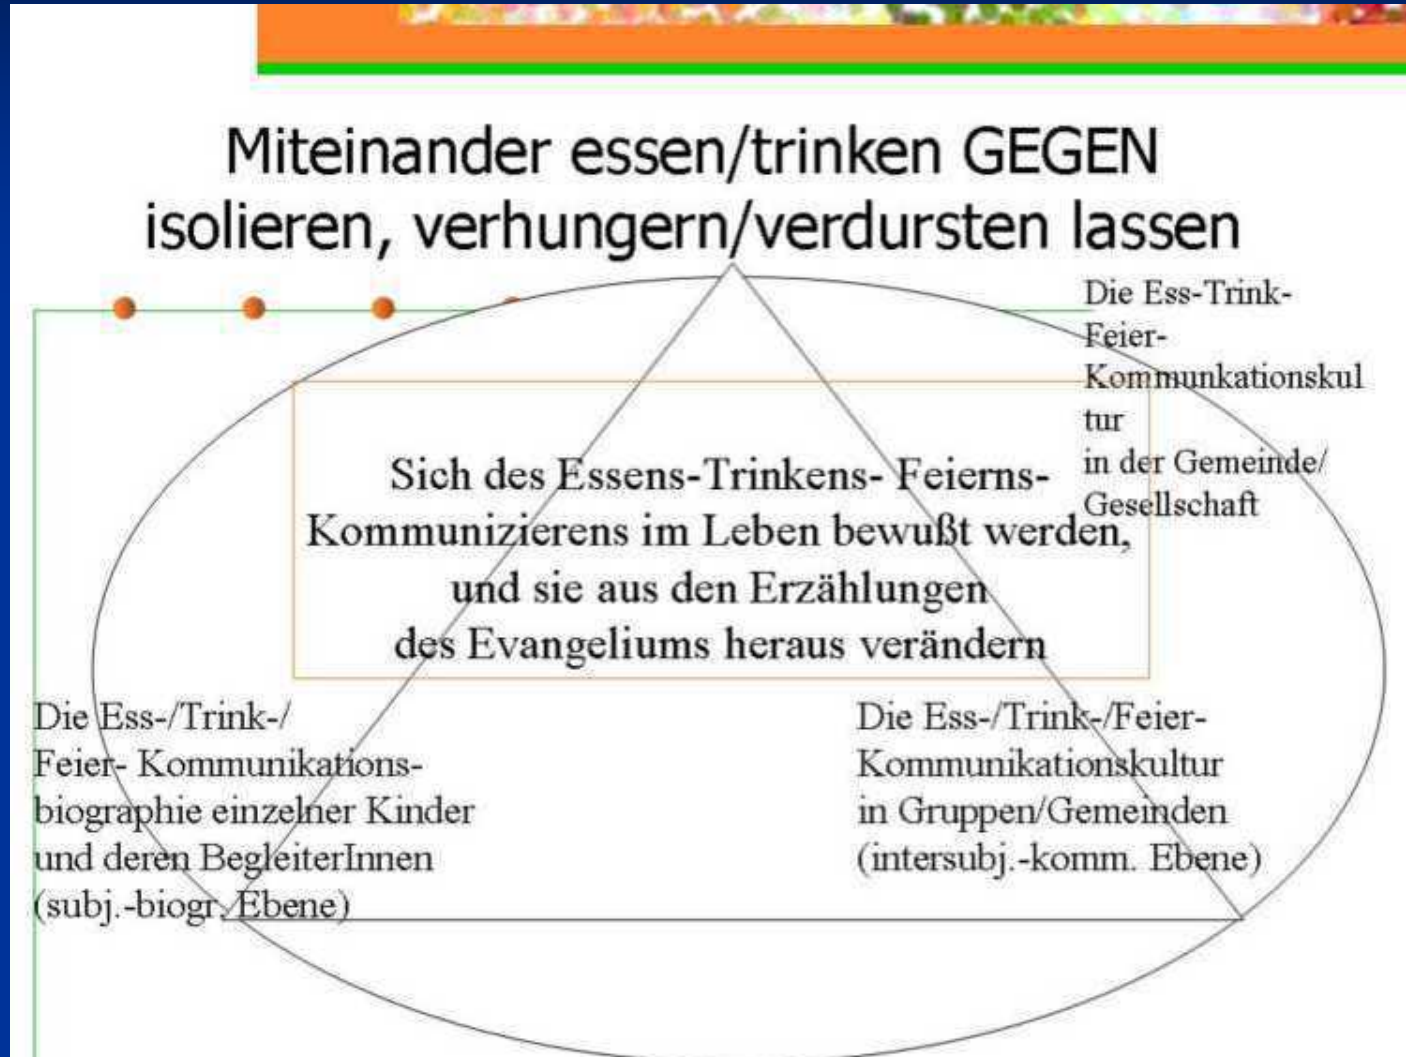 Miteinander essen/trinken GEGEN
isolieren, verhungern/verdursten lassen
Die Ess-Trink-
Feier-
Kommunkationskul
tur
in der Gemeinde/
Gesellschaft
Sich des Essens-Trinkens- Feierns-
Kommunizierens im Leben bewußt werden,
und sie aus den Erzählungen
des Evangeliums heraus verändern
Die Ess-/Trink-/
Feier- Kommunikations-
biographie einzelner Kinder
und deren BegleiterInnen
(subj.-biogr. Ebene)
Die Ess-/Trink-/Feier-
Kommunikationskultur
in Gruppen/Gemeinden
(intersubj.-komm. Ebene)